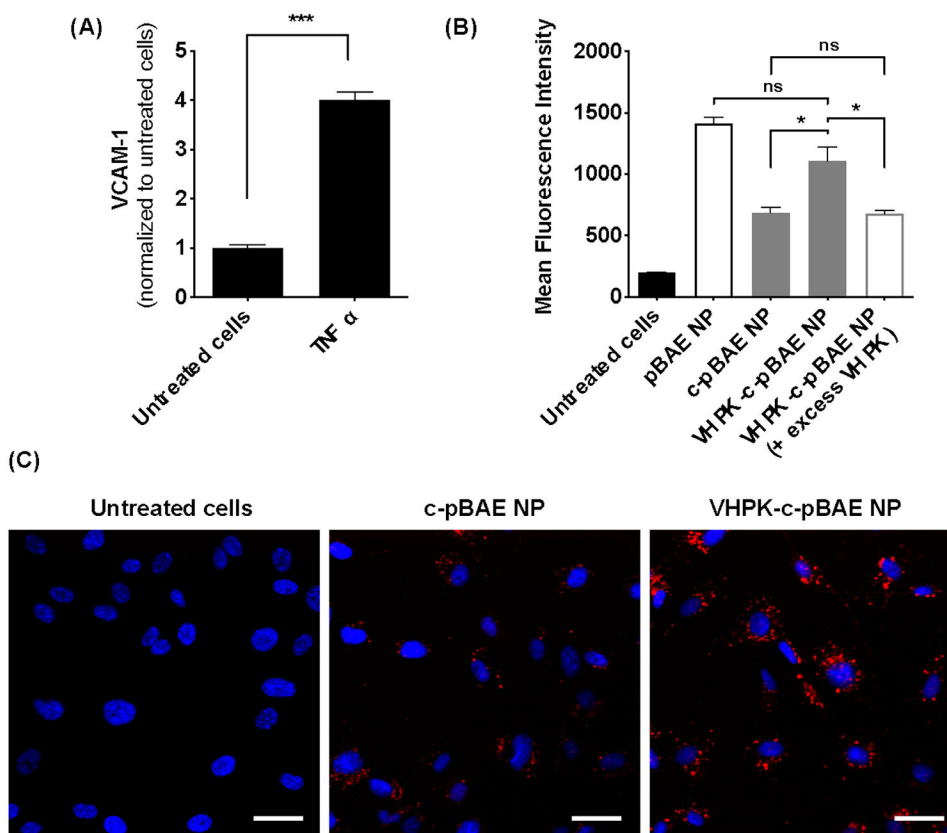 (A)
***
VCAM-1
(normalized to untreated cells)
5
4
3
2
1
0
Untreated cells
TNF α
(B)
Mean Fluorescence Intensity
2000
1500
1000
500
0
ns
ns
*
*
Untreated cells
pBAE NP
c-pBAE NP
VHPK-c-pBAE NP
VHPK-c-pBAE NP
(+ excess VHPK)
(C)
Untreated cells
c-pBAE NP
VHPK-c-pBAE NP